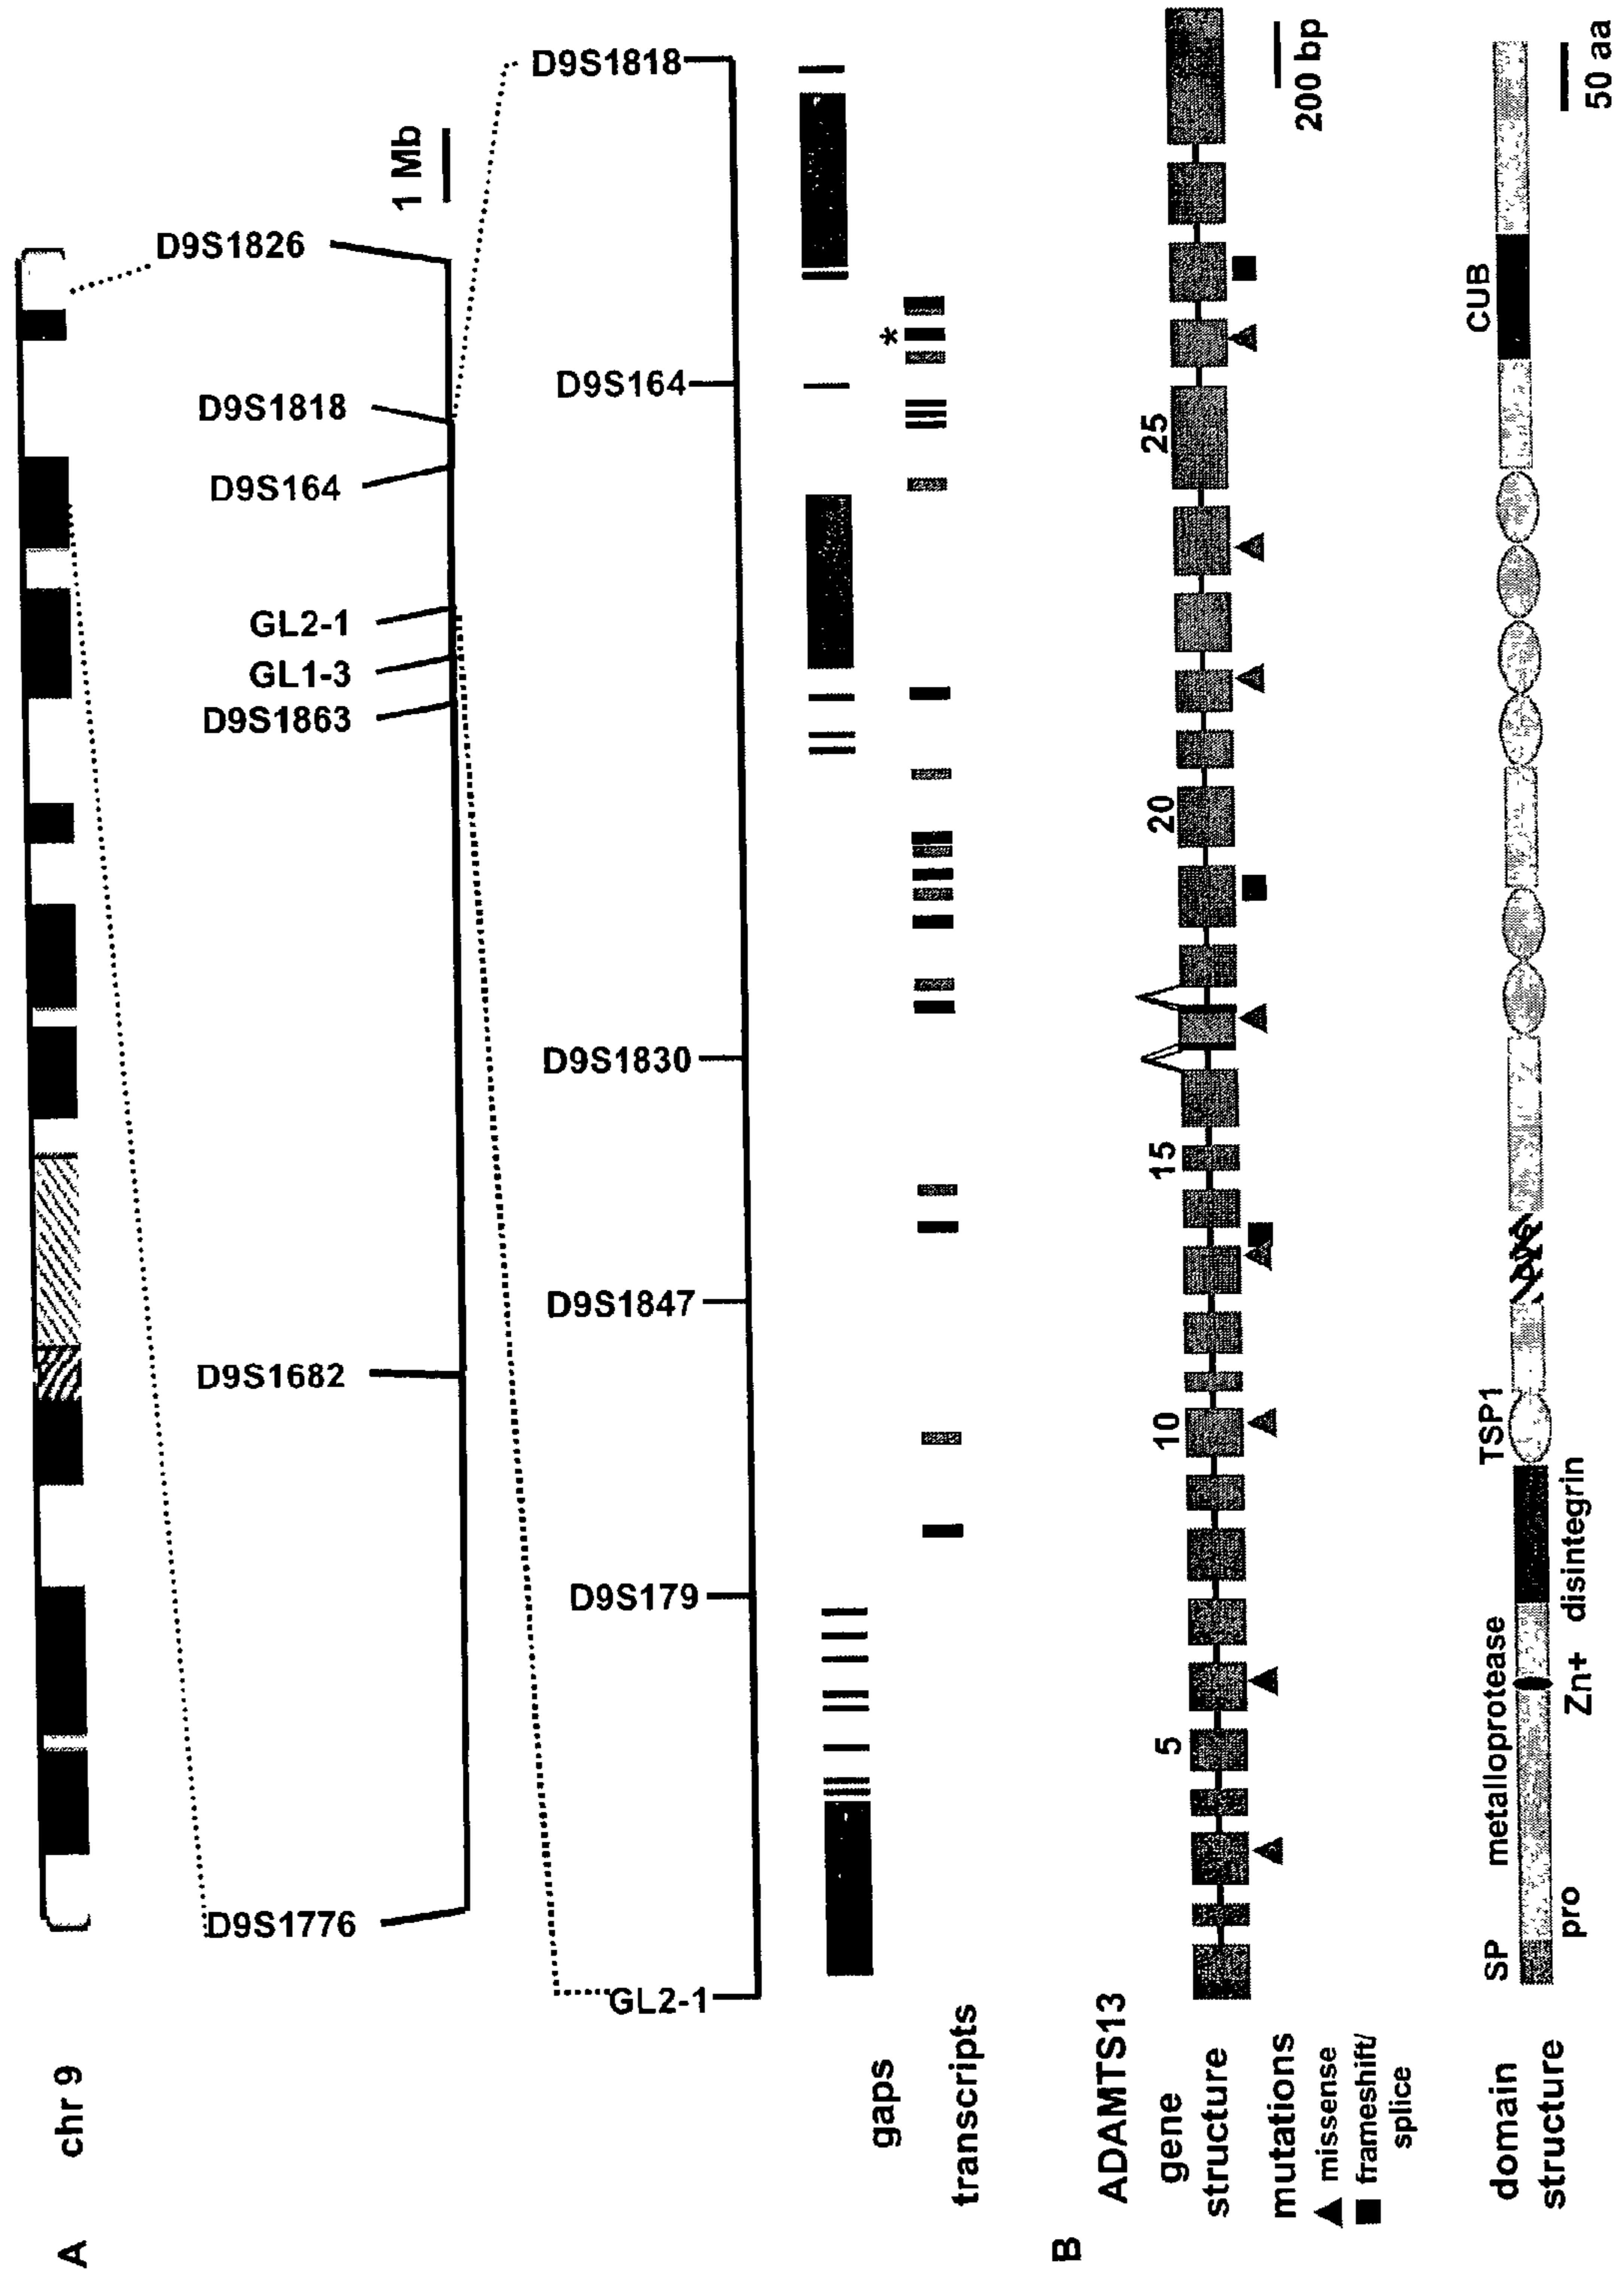 A
chr 9
D9S1776
D9S1682
D9S1863
GL1-3
GL2-1
D9S164
D9S1818
D9S1826
1 Mb
GL2-1
D9S179
D9S1847
D9S1830
D9S164
D9S1818
gaps
transcripts
*
B
ADAMTS13
gene
structure
5
10
15
20
25
200 bp
mutations
missense
frameshift/
splice
domain
structure
SP
pro
metalloprotease
Zn+
disintegrin
TSP1
CUB
50 aa